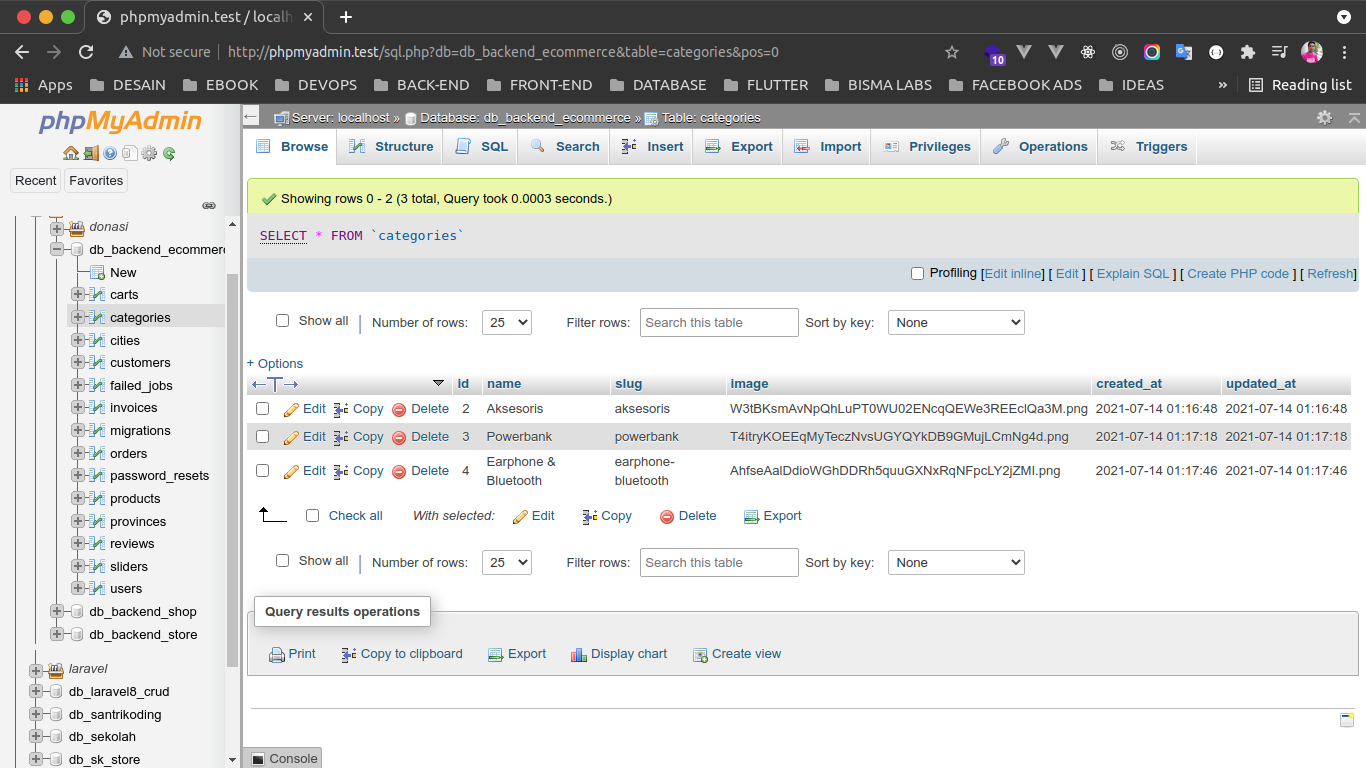 phpmyadmin.test / localh
Not secure http://phpmyadmin.test/sql.php?db=db_backend_ecommerce&table=categories&pos=0
10
Apps DESAIN EBOOK DEVOPS BACK-END FRONT-END DATABASE FLUTTER BISMA LABS FACEBOOK ADS IDEAS » Reading list
phpMyAdmin
Recent Favorites
donasi
db_backend_ecommerc
New
carts
categories
cities
customers
failed_jobs
invoices
migrations
orders
password_resets
products
provinces
reviews
sliders
users
db_backend_shop
db_backend_store
laravel
db_laravel8_crud
db_santrikoding
db_sekolah
db_sk_store
Server: localhost » Database: db_backend_ecommerce » Table: categories
Browse Structure SQL Search Insert Export Import Privileges Operations Triggers
Showing rows 0 - 2 (3 total, Query took 0.0003 seconds.)
SELECT * FROM `categories`
Profiling [Edit inline] [ Edit ] [ Explain SQL ] [ Create PHP code ] [ Refresh]
Show all Number of rows: 25 Filter rows: Search this table Sort by key: None
+ Options
id name slug image created_at updated_at
Edit Copy Delete 2 Aksesoris aksesoris W3tBKsmAvNpQhLuPT0WU02ENcqQEWe3REEclQa3M.png 2021-07-14 01:16:48 2021-07-14 01:16:48
Edit Copy Delete 3 Powerbank powerbank T4itryKOEEqMyTeczNvsUGYQYkDB9GMujLCmNg4d.png 2021-07-14 01:17:18 2021-07-14 01:17:18
Edit Copy Delete 4 Earphone & Bluetooth earphone-bluetooth AhfseAalDdioWGhDDRh5quuGXNxRqNFpcLY2jZMI.png 2021-07-14 01:17:46 2021-07-14 01:17:46
Check all With selected: Edit Copy Delete Export
Show all Number of rows: 25 Filter rows: Search this table Sort by key: None
Query results operations
Print Copy to clipboard Export Display chart Create view
Console